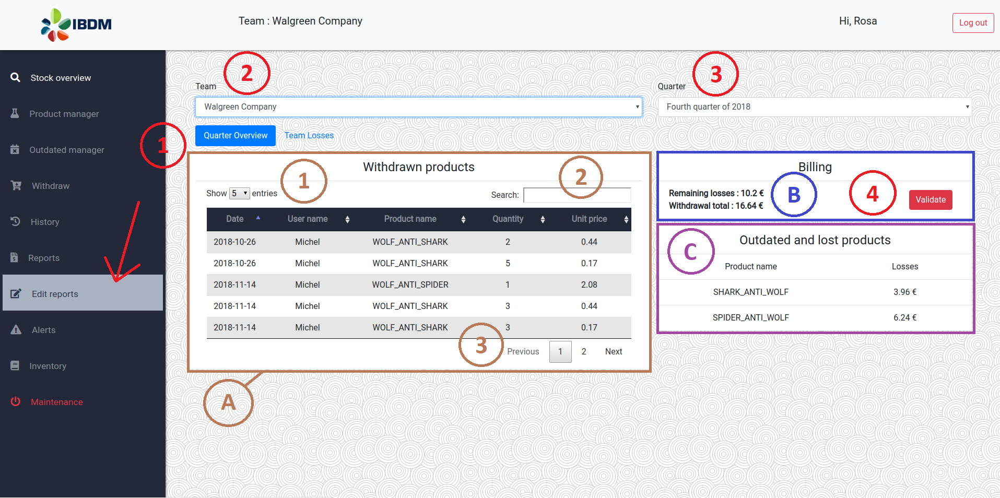 IBDM
Team : Walgreen Company
Hi, Rosa
Log out
Stock overview
Product manager
Outdated manager
Withdraw
History
Reports
Edit reports
Alerts
Inventory
Maintenance
1
2
Team
Walgreen Company
3
Quarter
Fourth quarter of 2018
Quarter Overview
Team Losses
Withdrawn products
1
2
Show 5 entries
Search:
Date User name Product name Quantity Unit price
2018-10-26 Michel WOLF_ANTI_SHARK 2 0.44
2018-10-26 Michel WOLF_ANTI_SHARK 5 0.17
2018-11-14 Michel WOLF_ANTI_SPIDER 1 2.08
2018-11-14 Michel WOLF_ANTI_SHARK 3 0.44
2018-11-14 Michel WOLF_ANTI_SHARK 3 0.17
3
Previous 1 2 Next
A
Billing
Remaining losses : 10.2 €
Withdrawal total : 16.64 €
B
4
Validate
C
Outdated and lost products
Product name Losses
SHARK_ANTI_WOLF 3.96 €
SPIDER_ANTI_WOLF 6.24 €